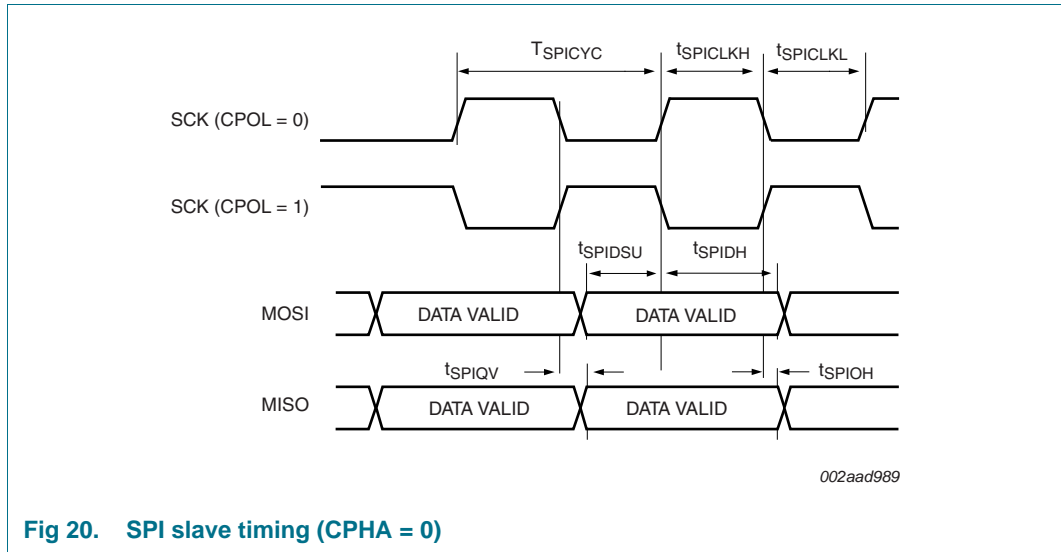 TSPICYC tSPICLKH tSPICLKL
SCK (CPOL = 0)
SCK (CPOL = 1)
tSPIDSU tSPIDH
MOSI DATA VALID DATA VALID
tSPIQV tSPIOH
MISO DATA VALID DATA VALID
002aad989
Fig 20. SPI slave timing (CPHA = 0)